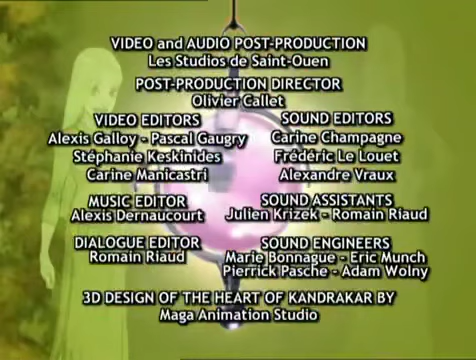 VIDEO and AUDIO POST-PRODUCTION
Les Studios de Saint-Ouen
POST-PRODUCTION DIRECTOR
Olivier Callet
VIDEO EDITORS
Alexis Galloy - Pascal Gaugry
Stéphanie Keskinides
Carine Manicastri
SOUND EDITORS
Carine Champagne
Frédéric Le Louet
Alexandre Vraux
MUSIC EDITOR
Alexis Dernaucourt
SOUND ASSISTANTS
Julien Krizek - Romain Riaud
DIALOGUE EDITOR
Romain Riaud
SOUND ENGINEERS
Marie Bonnague - Eric Munch
Pierrick Pasche - Adam Wolny
3D DESIGN OF THE HEART OF KANDRAKAR BY
Maga Animation Studio